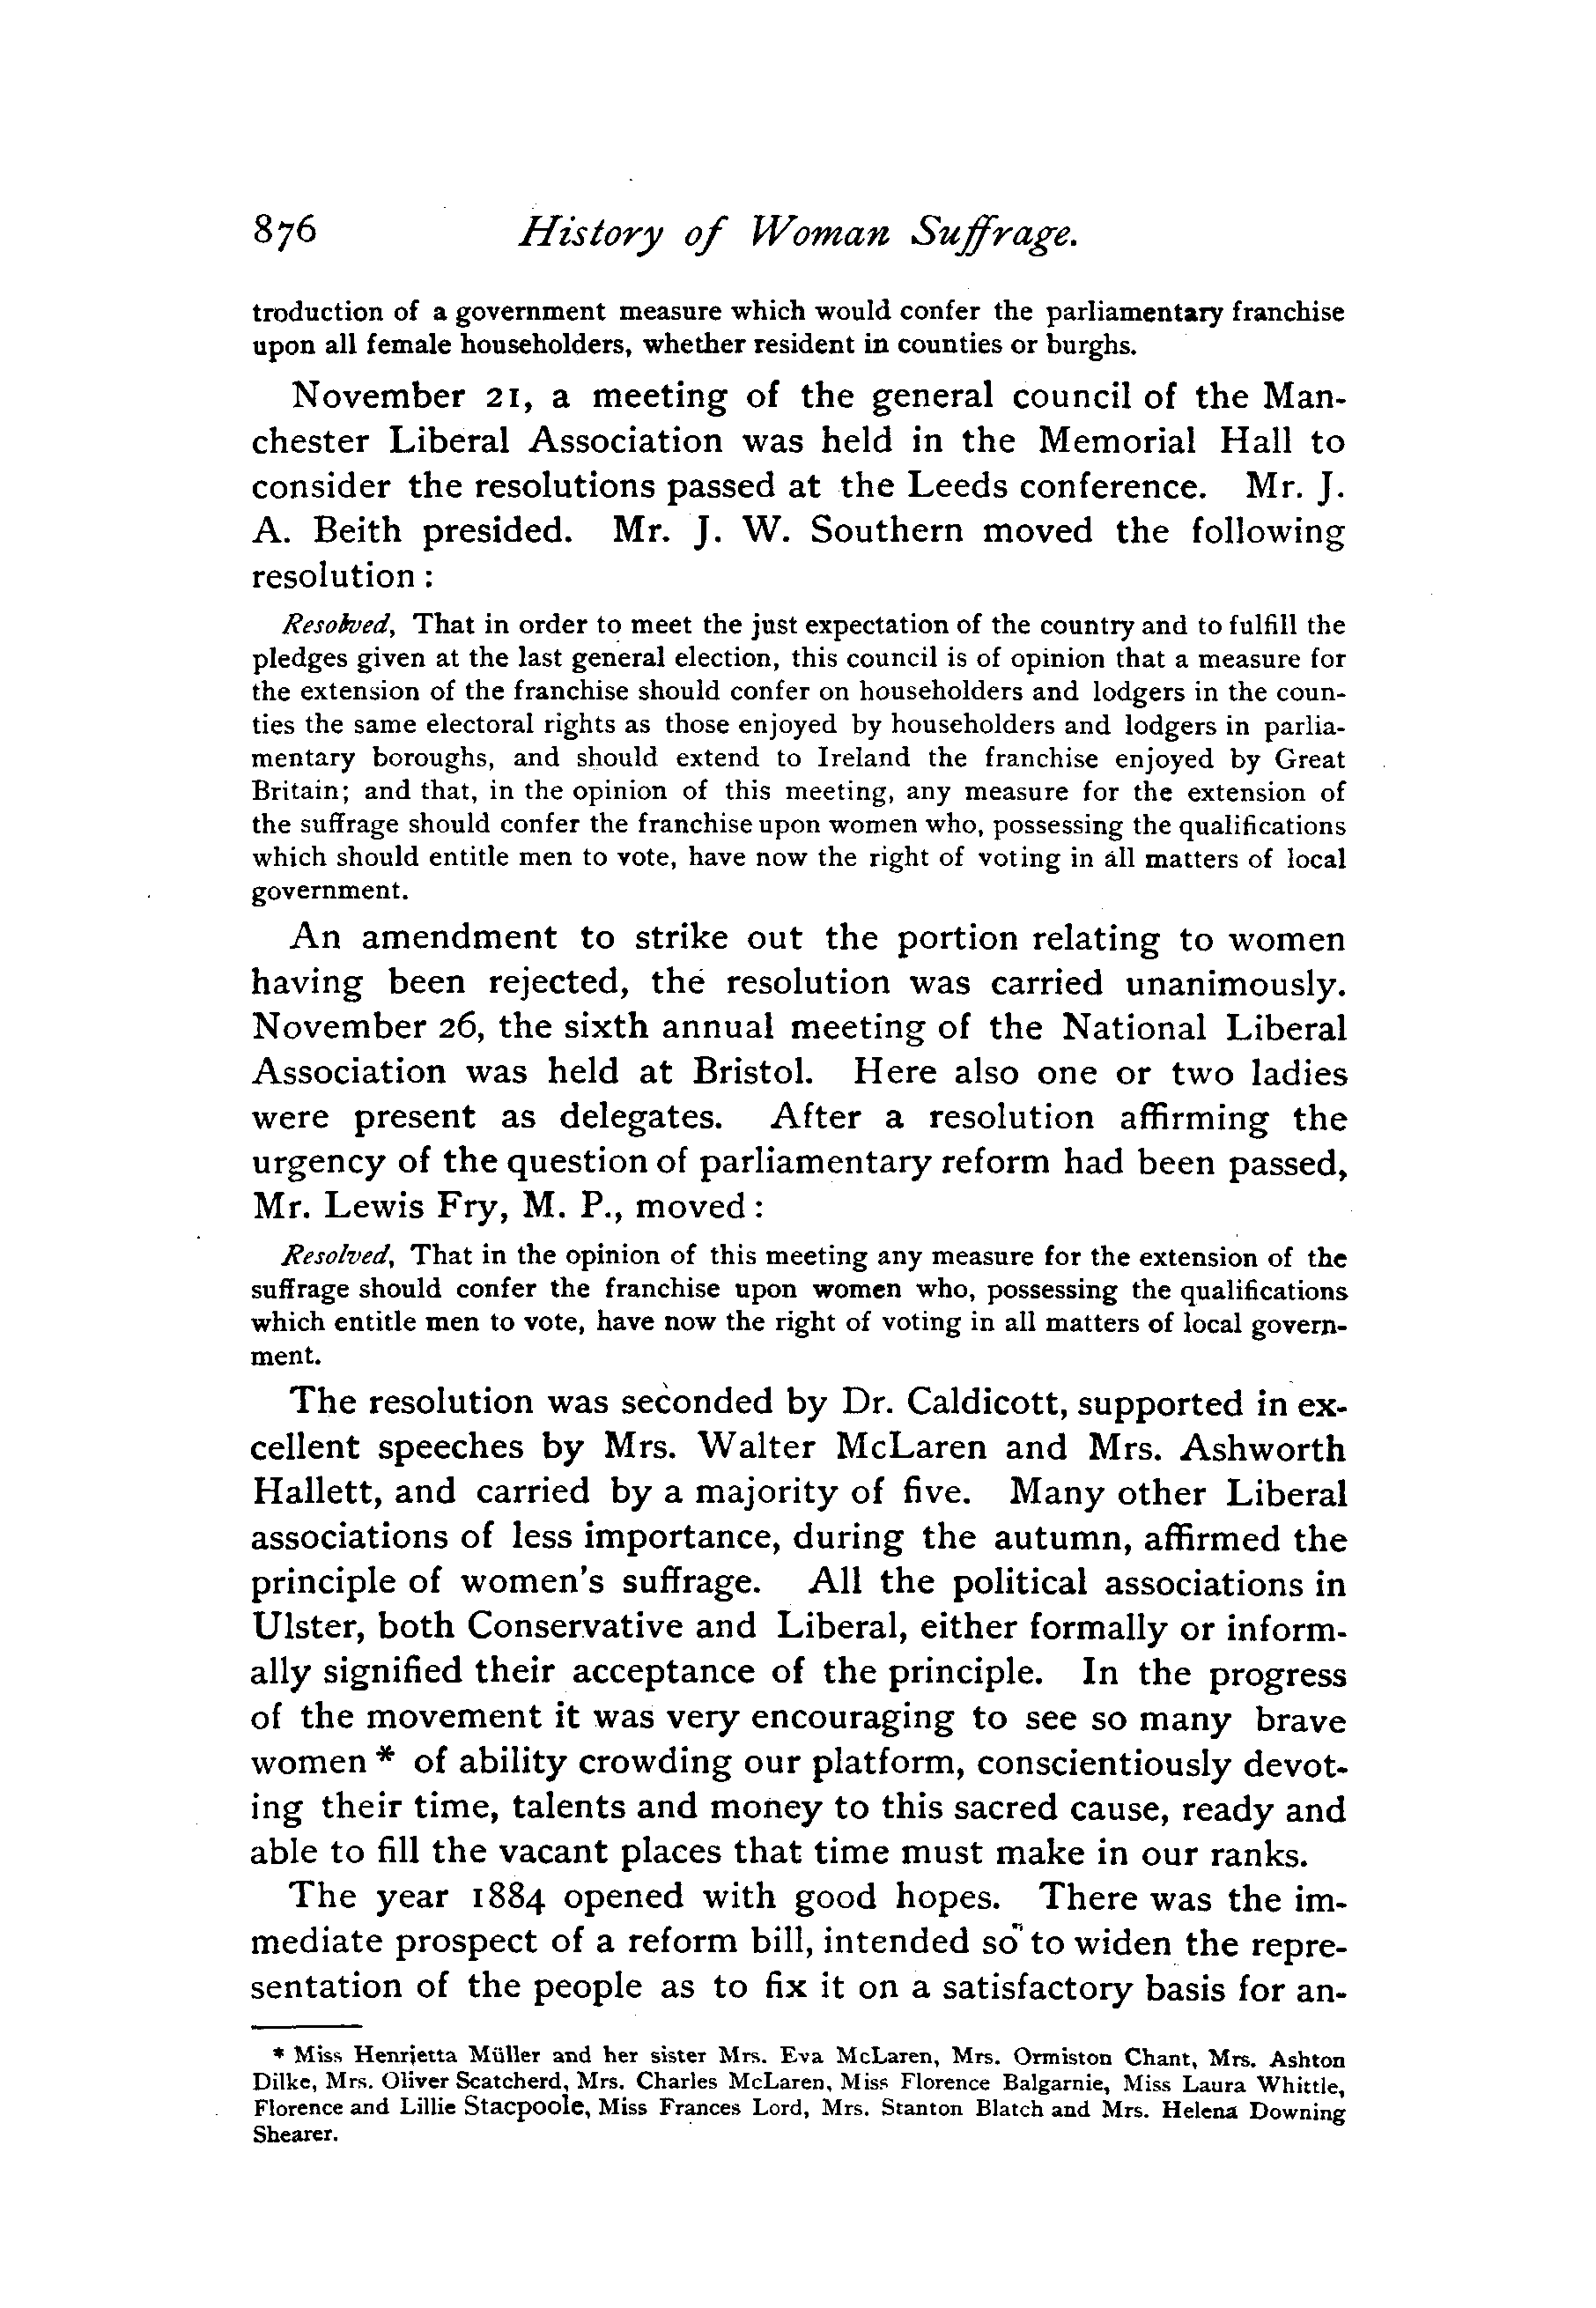 876 History of Woman Suffrage.
troduction of a government measure which would confer the parliamentary franchise
upon all female householders, whether resident in counties or burghs.
November 21, a meeting of the general council of the Man-
chester Liberal Association was held in the Memorial Hall to
consider the resolutions passed at the Leeds conference. Mr. J.
A. Beith presided. Mr. J. W. Southern moved the following
resolution :
Resolved, That in order to meet the just expectation of the country and to fulfill the
pledges given at the last general election, this council is of opinion that a measure for
the extension of the franchise should confer on householders and lodgers in the coun-
ties the same electoral rights as those enjoyed by householders and lodgers in parlia-
mentary boroughs, and should extend to Ireland the franchise enjoyed by Great
Britain; and that, in the opinion of this meeting, any measure for the extension of
the suffrage should confer the franchise upon women who, possessing the qualifications
which should entitle men to vote, have now the right of voting in all matters of local
government.
An amendment to strike out the portion relating to women
having been rejected, the resolution was carried unanimously.
November 26, the sixth annual meeting of the National Liberal
Association was held at Bristol. Here also one or two ladies
were present as delegates. After a resolution affirming the
urgency of the question of parliamentary reform had been passed,
Mr. Lewis Fry, M. P., moved :
Resolved, That in the opinion of this meeting any measure for the extension of the
suffrage should confer the franchise upon women who, possessing the qualifications
which entitle men to vote, have now the right of voting in all matters of local govern-
ment.
The resolution was seconded by Dr. Caldicott, supported in ex-
cellent speeches by Mrs. Walter McLaren and Mrs. Ashworth
Hallett, and carried by a majority of five. Many other Liberal
associations of less importance, during the autumn, affirmed the
principle of women's suffrage. All the political associations in
Ulster, both Conservative and Liberal, either formally or inform-
ally signified their acceptance of the principle. In the progress
of the movement it was very encouraging to see so many brave
women * of ability crowding our platform, conscientiously devot-
ing their time, talents and money to this sacred cause, ready and
able to fill the vacant places that time must make in our ranks.
The year 1884 opened with good hopes. There was the im-
mediate prospect of a reform bill, intended so to widen the repre-
sentation of the people as to fix it on a satisfactory basis for an-
* Miss Henrietta Müller and her sister Mrs. Eva McLaren, Mrs. Ormiston Chant, Mrs. Ashton
Dilke, Mrs. Oliver Scatcherd, Mrs. Charles McLaren, Miss Florence Balgarnie, Miss Laura Whittle,
Florence and Lillie Stacpoole, Miss Frances Lord, Mrs. Stanton Blatch and Mrs. Helena Downing
Shearer.